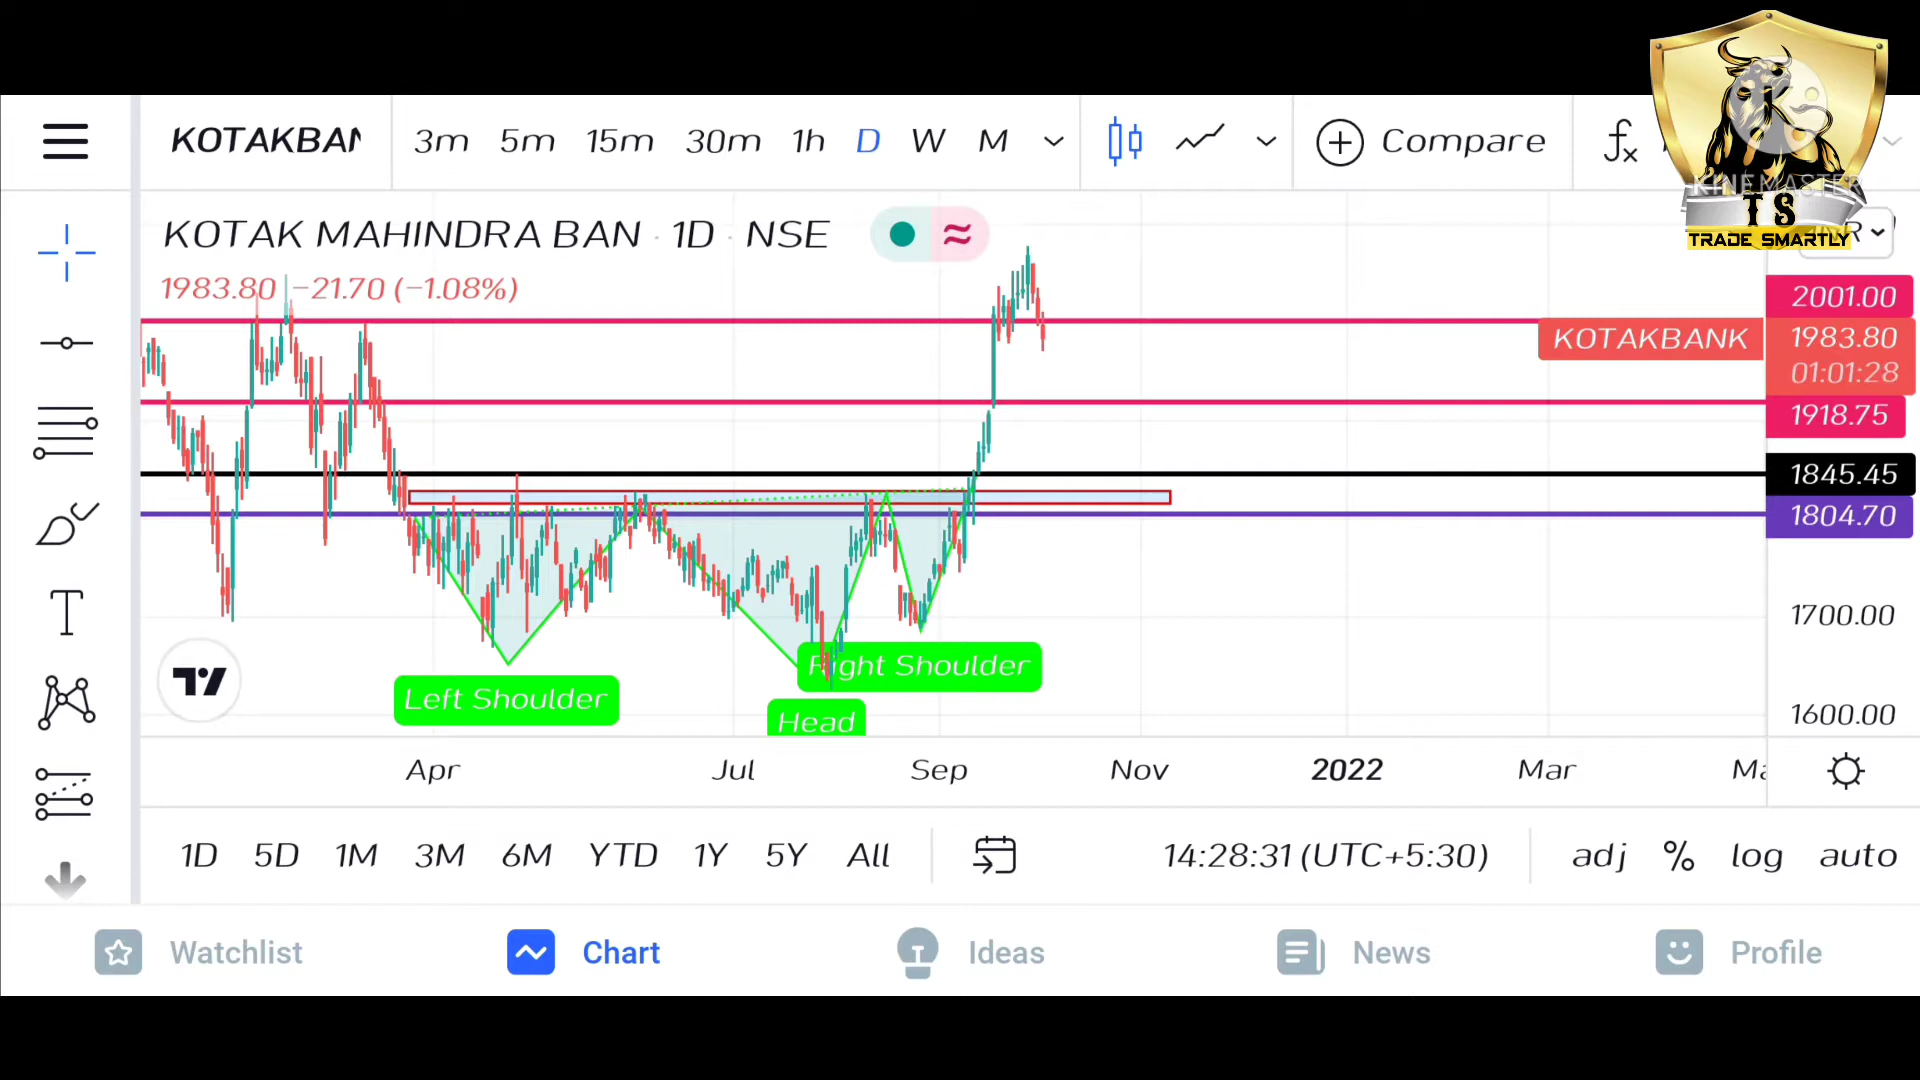 KOTAKBAN
3m 5m 15m 30m 1h D W M
Compare
fx
KINEMASTER
TS
TRADE SMARTLY
KOTAK MAHINDRA BAN · 1D · NSE
1983.80 −21.70 (−1.08%)
2001.00
KOTAKBANK 1983.80
01:01:28
1918.75
1845.45
1804.70
1700.00
1600.00
Left Shoulder
Right Shoulder
Head
Apr Jul Sep Nov 2022 Mar
1D 5D 1M 3M 6M YTD 1Y 5Y All
14:28:31 (UTC+5:30)
adj % log auto
Watchlist Chart Ideas News Profile